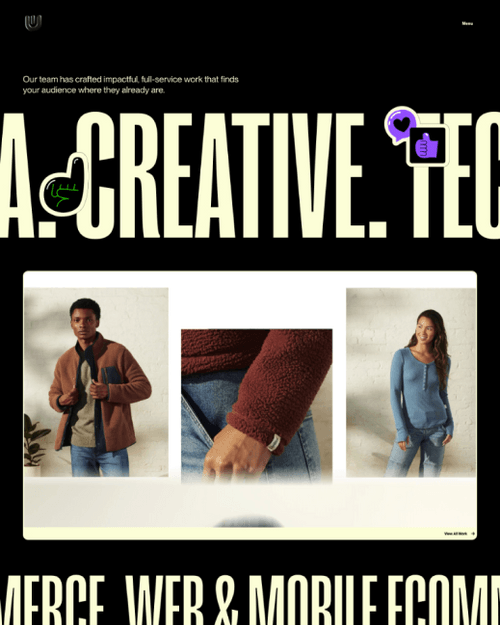 Menu
Our team has crafted impactful, full-service work that finds
your audience where they already are.
A. CREATIVE. TEC
View All Work
MERCE. WEB & MOBILE ECOM